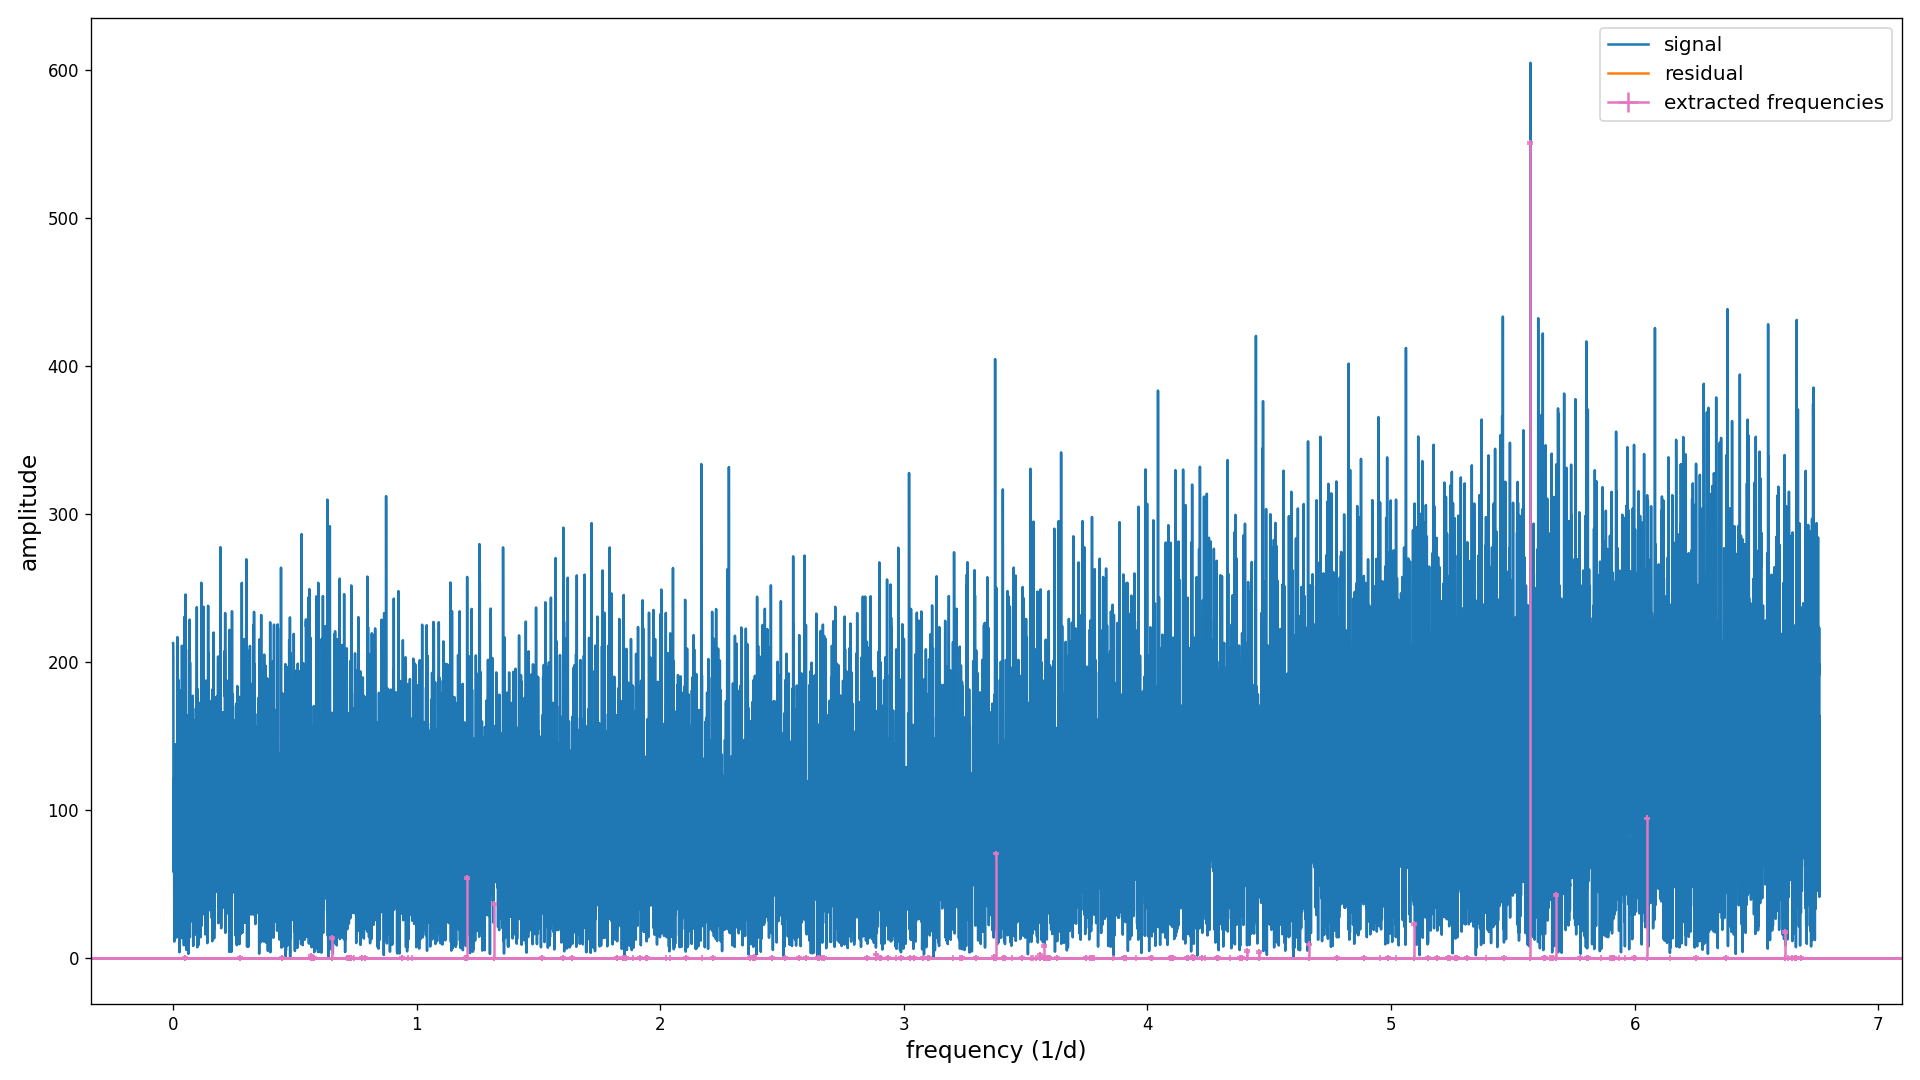 signal
residual
extracted frequencies
600
500
400
300
200
100
0
amplitude
0 1 2 3 4 5 6 7
frequency (1/d)